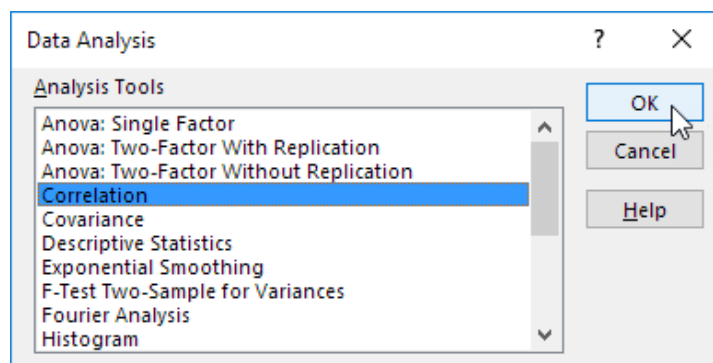 Data Analysis ?
Analysis Tools
Anova: Single Factor
Anova: Two-Factor With Replication
Anova: Two-Factor Without Replication
Correlation
Covariance
Descriptive Statistics
Exponential Smoothing
F-Test Two-Sample for Variances
Fourier Analysis
Histogram
OK
Cancel
Help